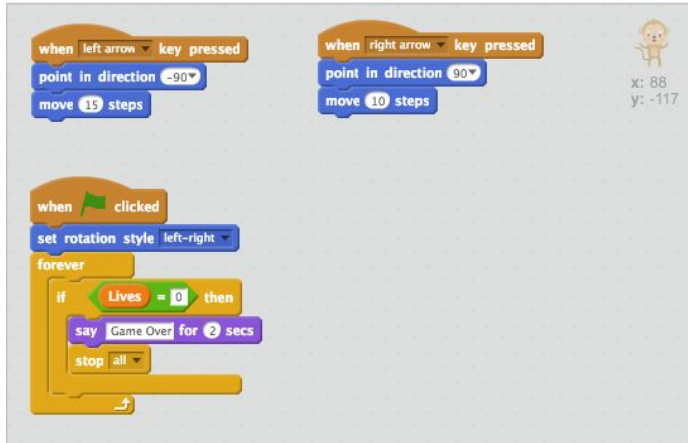 when left arrow key pressed
point in direction -90
move 15 steps
when right arrow key pressed
point in direction 90
move 10 steps
x: 88
y: -117
when clicked
set rotation style left-right
forever
if Lives = 0 then
say Game Over for 2 secs
stop all